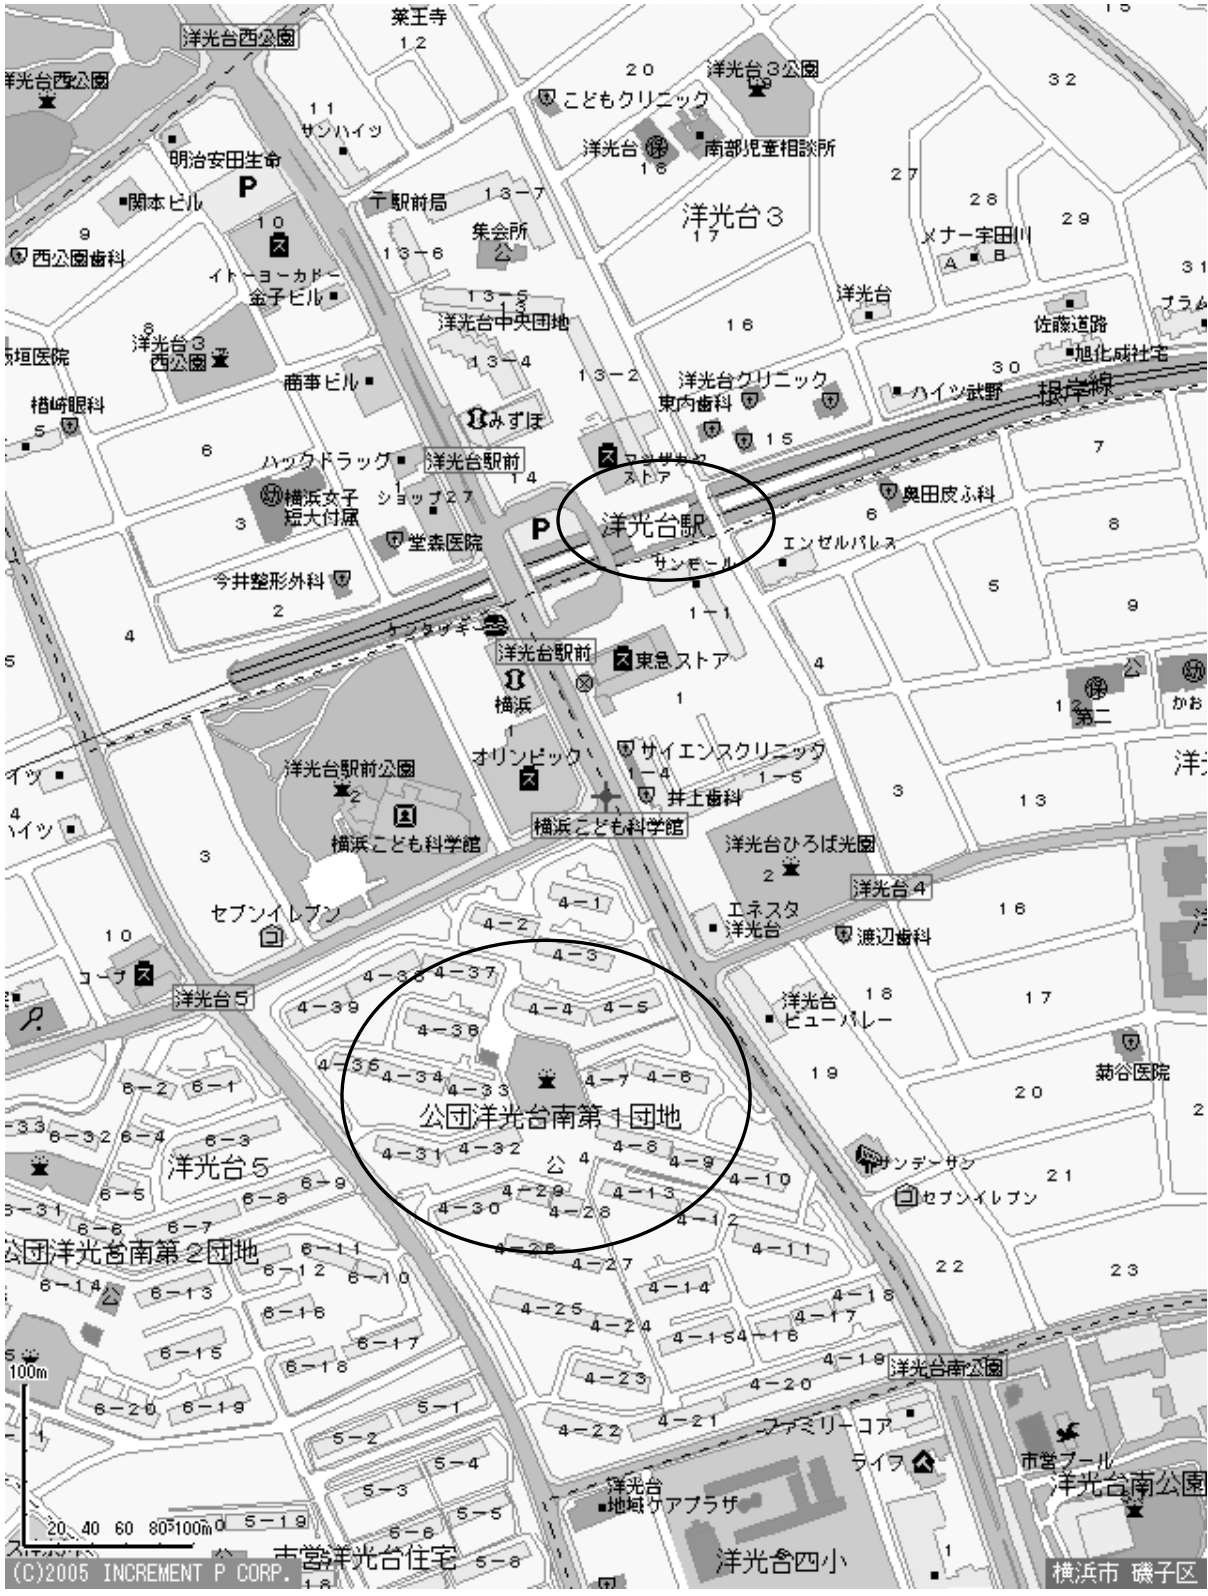 薬王寺
12
15
洋光台西公園
洋光台西公園
11
サンハイツ
明治安田生命
P
関本ビル
9
西公園歯科
10
イトーヨーカドー
金子ビル
〒駅前局
13-7
集会所
公
13-6
13-5
13
洋光台中央団地
13-4
13-2
20
こどもクリニック
洋光台3公園
19
洋光台
保
18
南部児童相談所
洋光台3
17
32
27
28
29
31
メナー宇田川
A
B
洋光台
16
佐藤道路
旭化成社宅
プラム
30
ハイツ武野
根岸線
8
洋光台3
西公園
商事ビル
楢崎眼科
5
6
ハックドラッグ
洋光台駅前
みずほ
14
洋光台クリニック
東内歯科
15
ストア
幼
横浜女子
短大付属
3
1
ショップ27
堂森医院
P
洋光台駅
今井整形外科
2
4
5
サンモール
1-1
エンゼルパレス
奥田皮ふ科
6
7
8
5
9
ケンタッキー
洋光台駅前
東急ストア
横浜
1
1
4
保
第二
12
公
幼
かお
オリンピック
サイエンスクリニック
1-4
1-5
井上歯科
3
13
洋光台駅前公園
2
横浜こども科学館
横浜こども科学館
イツ
4
ハイツ
3
洋光台ひろば光園
2
洋光台4
16
エネスタ
洋光台
渡辺歯科
セブンイレブン
10
コープ
洋光台5
4-1
4-2
4-3
4-37
4-38
4-39
4-4
4-5
4-36
4-35
4-34
4-33
4-7
4-6
公団洋光台南第1団地
4-31
4-32
公
4
4-8
4-9
4-10
4-29
4-30
4-28
4-13
4-12
4-26
4-27
4-11
4-14
4-25
4-24
4-15
4-16
4-17
4-18
4-23
4-19
4-20
4-22
4-21
洋光台
ビューバレー
18
17
19
20
菊谷医院
サンデーサン
セブンイレブン
21
22
23
6-2
6-1
6-32
6-4
6-3
洋光台5
6-5
6-9
6-8
6-31
6-6
6-7
公団洋光台南第2団地
6-11
6-12
6-10
6-14
公
6-13
6-16
6-15
6-17
6-18
6-20
6-19
5-1
5-2
5-4
5-3
5-5
5-6
5-19
5-8
市営洋光台住宅
洋光台南公園
ファミリーコア
ライフ
1
市営プール
洋光台南公園
洋光台
地域ケアプラザ
洋光台四小
100m
20 40 60 80 100m
(C)2005 INCREMENT P CORP.
横浜市 磯子区